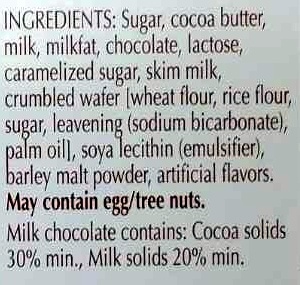 INGREDIENTS: Sugar, cocoa butter,
milk, milkfat, chocolate, lactose,
caramelized sugar, skim milk,
crumbled wafer [wheat flour, rice flour,
sugar, leavening (sodium bicarbonate),
palm oil], soya lecithin (emulsifier),
barley malt powder, artificial flavors.
May contain egg/tree nuts.
Milk chocolate contains: Cocoa solids
30% min., Milk solids 20% min.